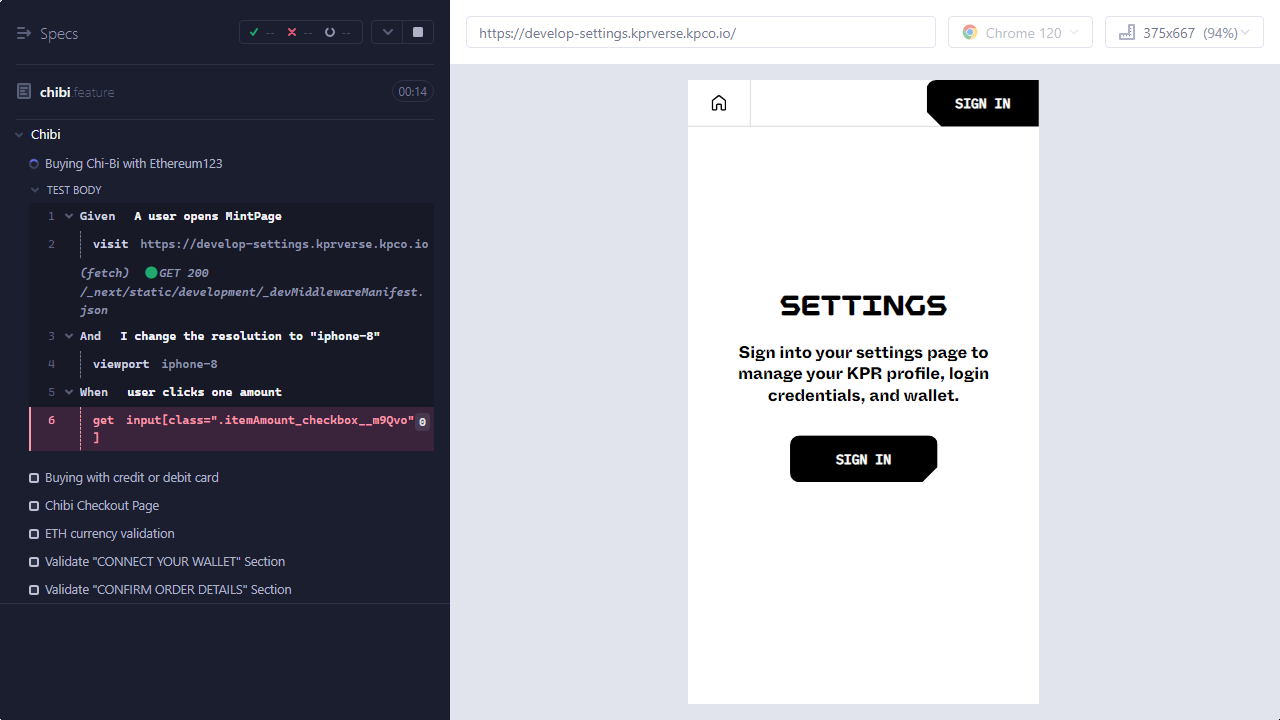 Specs
--
--
--
chibi.feature
00:14
Chibi
Buying Chi-Bi with Ethereum123
TEST BODY
1 Given A user opens MintPage
2 visit https://develop-settings.kprverse.kpco.io
(fetch) GET 200
/_next/static/development/_devMiddlewareManifest.
json
3 And I change the resolution to "iphone-8"
4 viewport iphone-8
5 When user clicks one amount
6 get input[class=".itemAmount_checkbox__m9Qvo" 0
]
Buying with credit or debit card
Chibi Checkout Page
ETH currency validation
Validate "CONNECT YOUR WALLET" Section
Validate "CONFIRM ORDER DETAILS" Section
https://develop-settings.kprverse.kpco.io/
Chrome 120
375x667 (94%)
SIGN IN
SETTINGS
Sign into your settings page to
manage your KPR profile, login
credentials, and wallet.
SIGN IN